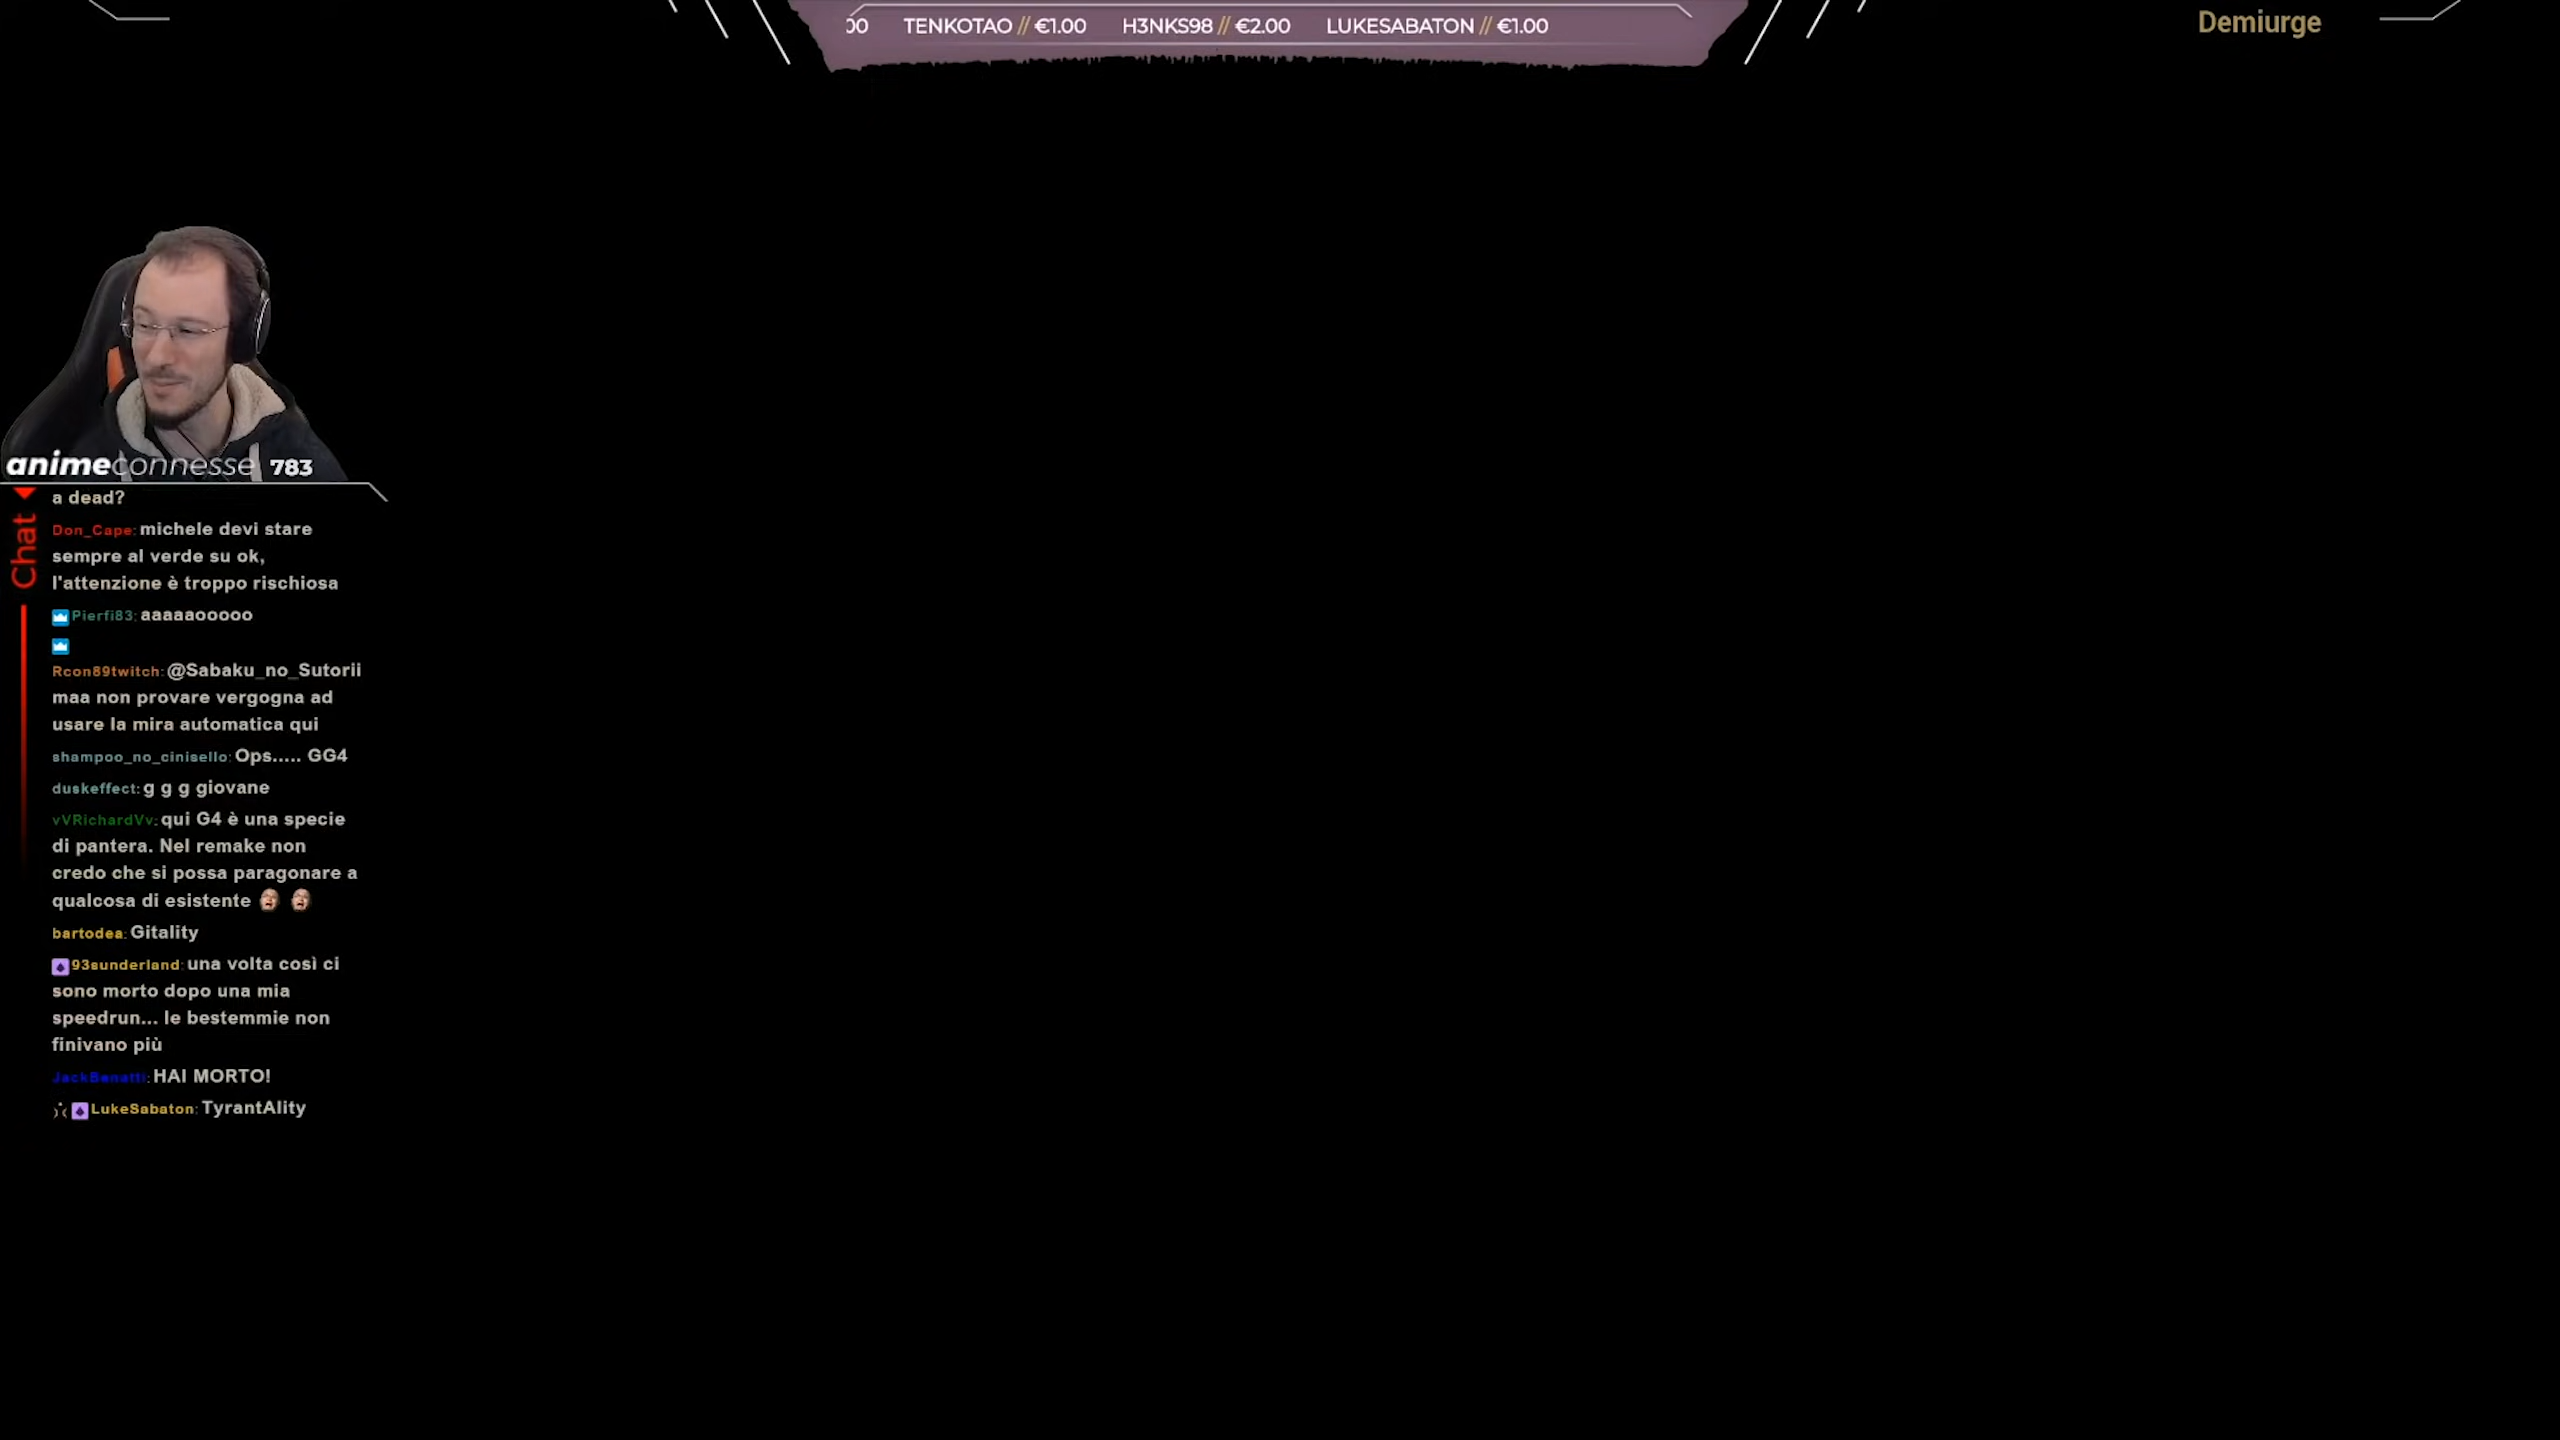 00 TENKOTAO // €1.00 H3NKS98 // €2.00 LUKESABATON // €1.00
Demiurge
animeconnesse 783
Chat
a dead?
Don_Cape: michele devi stare
sempre al verde su ok,
l'attenzione è troppo rischiosa
Pierfi83: aaaaaooooo
Rcon89twitch: @Sabaku_no_Sutorii
maa non provare vergogna ad
usare la mira automatica qui
shampoo_no_cinisello: Ops..... GG4
duskeffect: g g g giovane
vVRichardVv: qui G4 è una specie
di pantera. Nel remake non
credo che si possa paragonare a
qualcosa di esistente
bartodea: Gitality
93sunderland: una volta così ci
sono morto dopo una mia
speedrun... le bestemmie non
finivano più
JackBenatti: HAI MORTO!
LukeSabaton: TyrantAlity